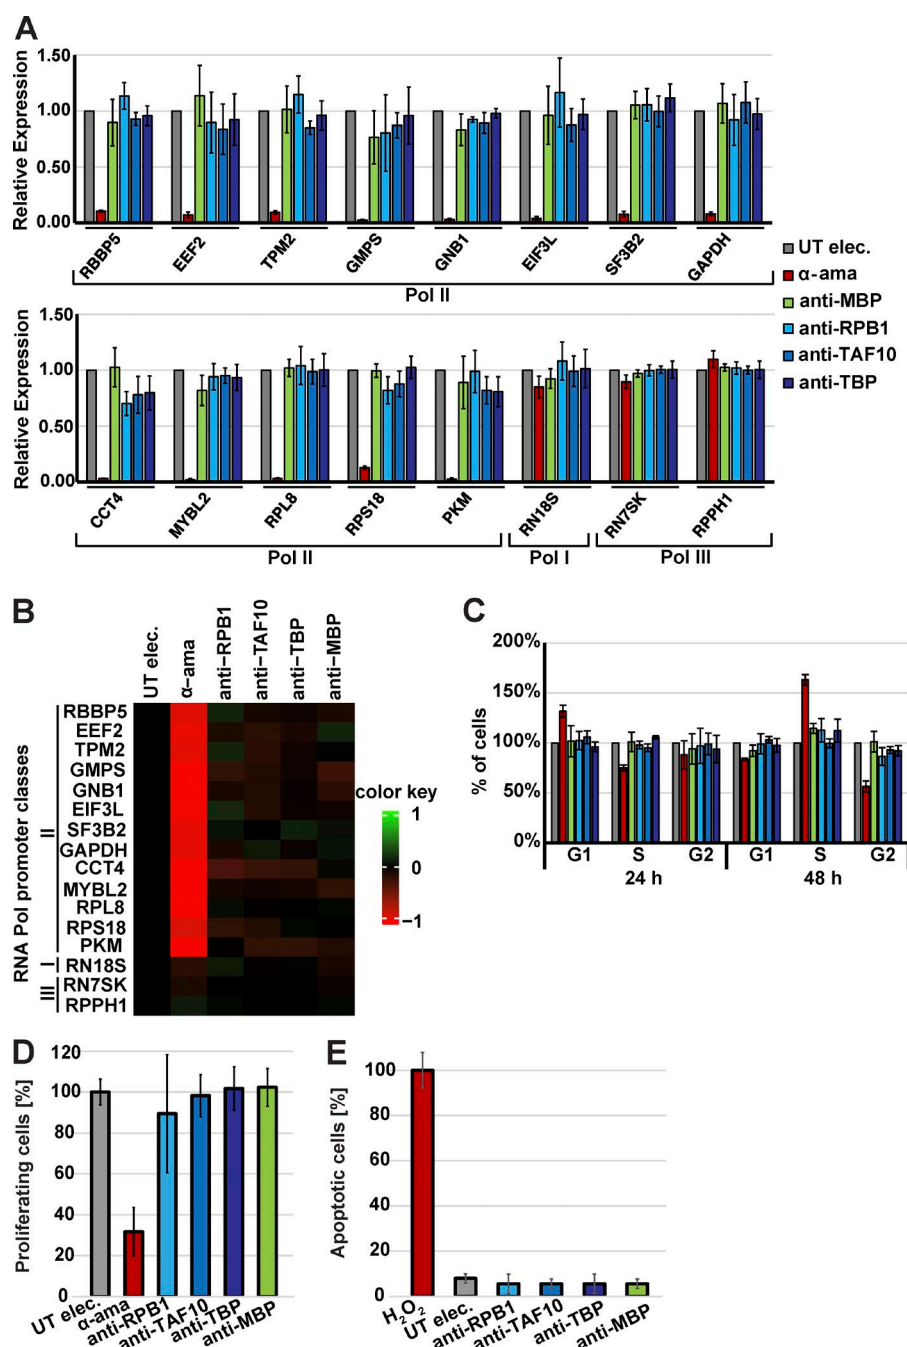 A
Relative Expression
1.50
1.00
0.50
0.00
RBBP5 EEF2 TPM2 GMPS GNB1 EIF3L SF3B2 GAPDH
Pol II
UT elec.
α-ama
anti-MBP
anti-RPB1
anti-TAF10
anti-TBP
Relative Expression
1.50
1.00
0.50
0.00
CCT4 MYBL2 RPL8 RPS18 PKM RN18S RN7SK RPPH1
Pol II Pol I Pol III
B
UT elec. α−ama anti−RPB1 anti−TAF10 anti−TBP anti−MBP
RNA Pol promoter classes
II
I
III
RBBP5
EEF2
TPM2
GMPS
GNB1
EIF3L
SF3B2
GAPDH
CCT4
MYBL2
RPL8
RPS18
PKM
RN18S
RN7SK
RPPH1
color key
1
0
−1
C
% of cells
200%
150%
100%
50%
0%
G1 S G2 G1 S G2
24 h 48 h
D
Proliferating cells [%]
120
100
80
60
40
20
0
UT elec. α-ama anti-RPB1 anti-TAF10 anti-TBP anti-MBP
E
Apoptotic cells [%]
100
80
60
40
20
0
H2O2 UT elec. anti-RPB1 anti-TAF10 anti-TBP anti-MBP